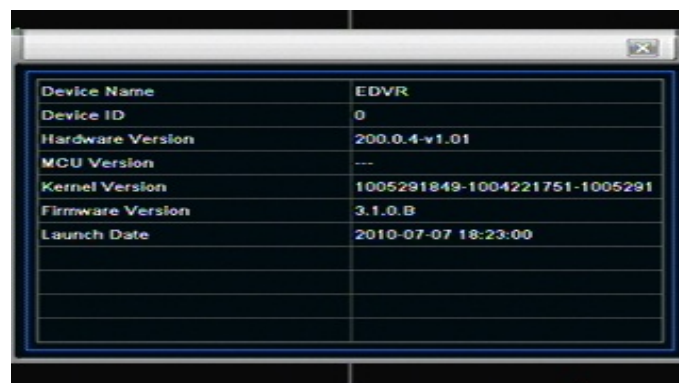 Device Name EDVR
Device ID 0
Hardware Version 200.0.4-v1.01
MCU Version ---
Kernel Version 1005291849-1004221751-1005291
Firmware Version 3.1.0.B
Launch Date 2010-07-07 18:23:00